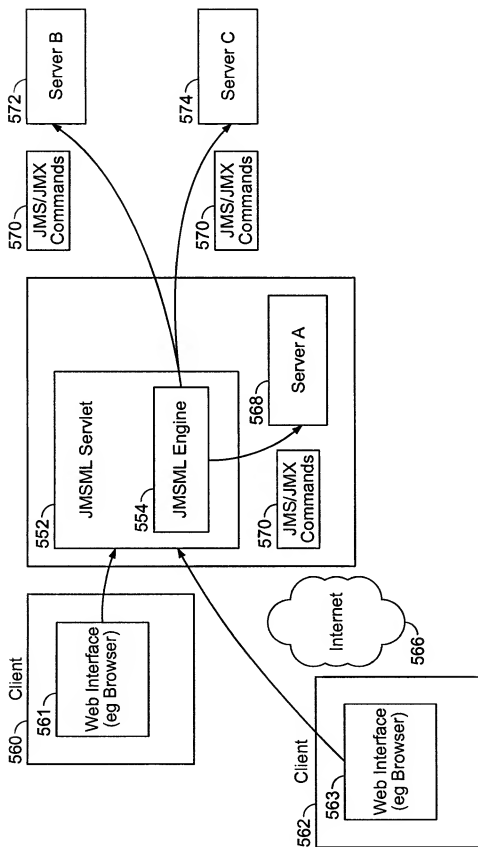 560
Client
561
Web Interface
(eg Browser)
562
Client
563
Web Interface
(eg Browser)
Internet
566
552
JMSML Servlet
554
JMSML Engine
570
JMS/JMX
Commands
568
Server A
570
JMS/JMX
Commands
572
Server B
570
JMS/JMX
Commands
574
Server C